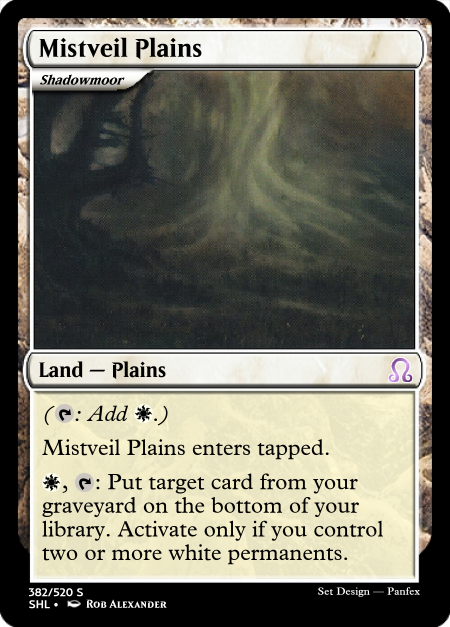 Mistveil Plains
Shadowmoor
Land — Plains
( : Add .)
Mistveil Plains enters tapped.
, : Put target card from your
graveyard on the bottom of your
library. Activate only if you control
two or more white permanents.
382/520 S
SHL • Rob Alexander
Set Design — Panfex